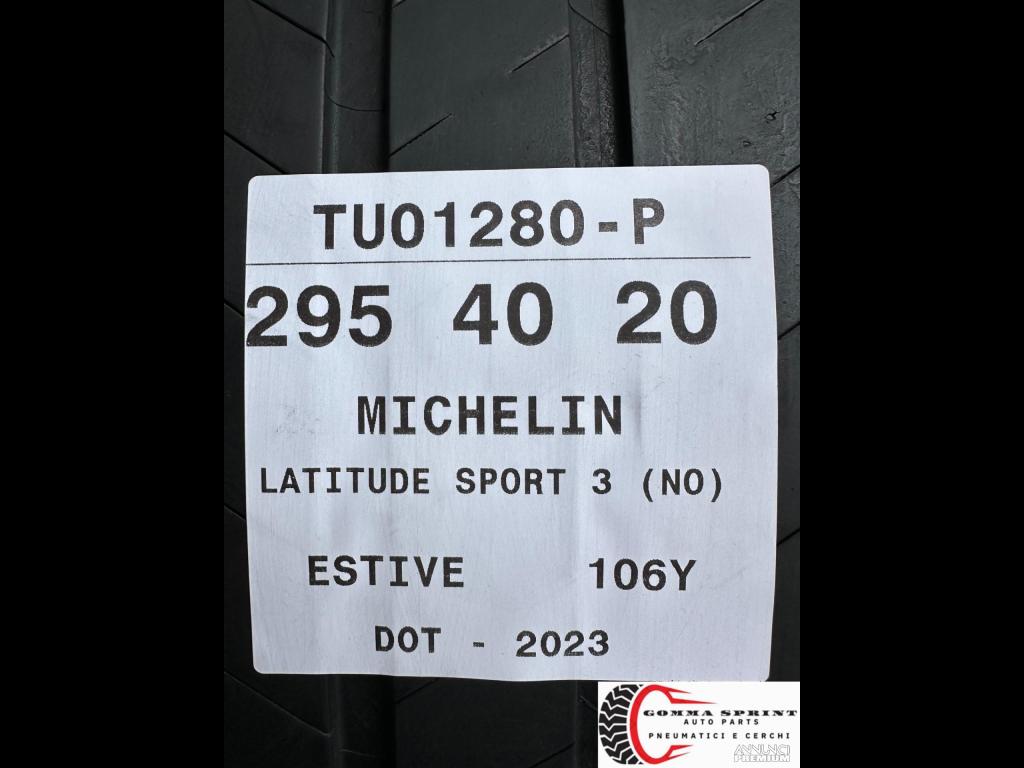 TU01280-P
295 40 20
MICHELIN
LATITUDE SPORT 3 (NO)
ESTIVE 106Y
DOT - 2023
GOMMA SPRINT
AUTO PARTS
PNEUMATICI E CERCHI
ANNUNCI
PREMIUM